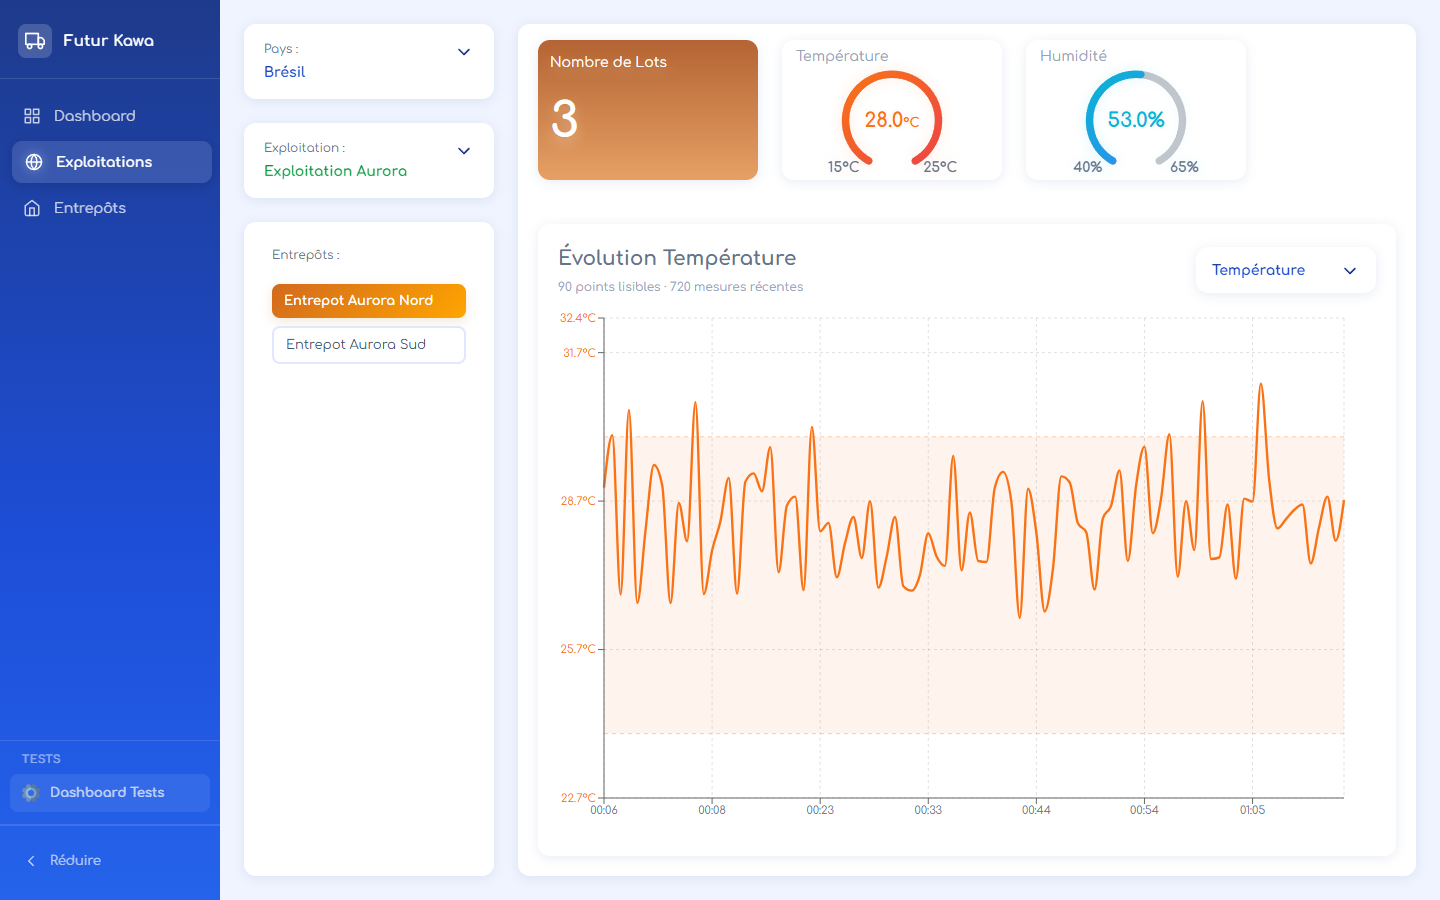 Futur Kawa
Dashboard
Exploitations
Entrepôts
TESTS
Dashboard Tests
Réduire
Pays :
Brésil
Exploitation :
Exploitation Aurora
Entrepôts :
Entrepot Aurora Nord
Entrepot Aurora Sud
Nombre de Lots
3
Température
28.0°C
15°C 25°C
Humidité
53.0%
40% 65%
Évolution Température
90 points lisibles · 720 mesures récentes
Température
32.4°C
31.7°C
28.7°C
25.7°C
22.7°C
00:06 00:08 00:23 00:33 00:44 00:54 01:05